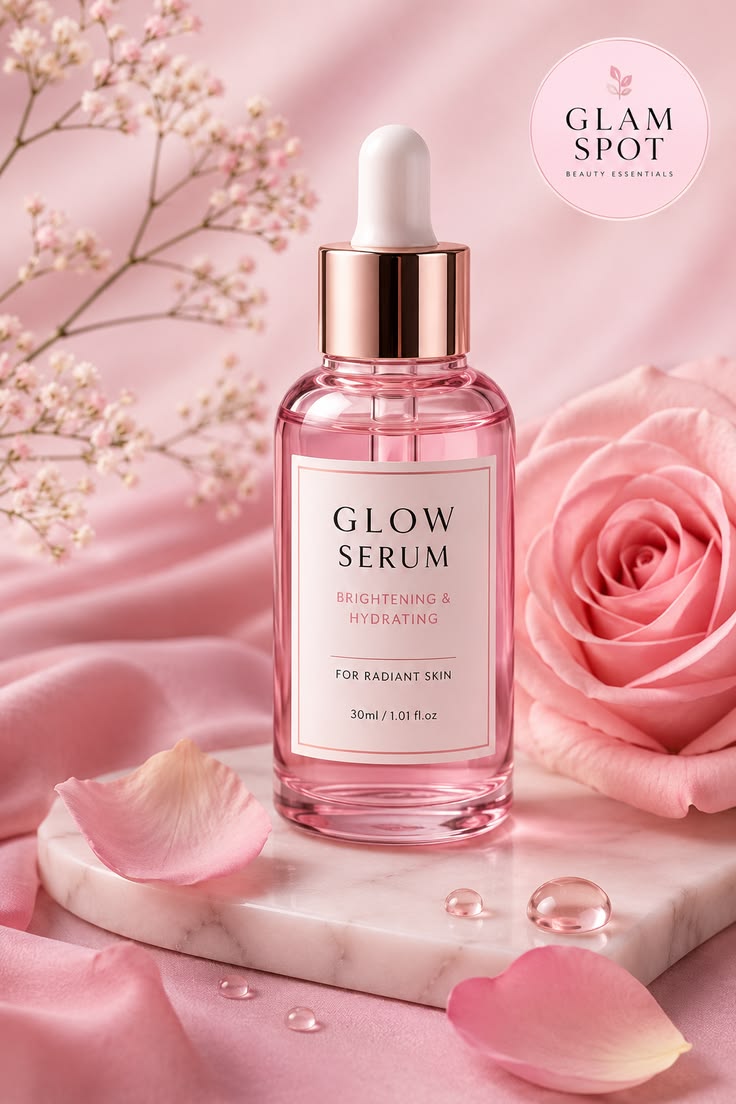 GLAM
SPOT
BEAUTY ESSENTIALS
GLOW
SERUM
BRIGHTENING &
HYDRATING
FOR RADIANT SKIN
30ml / 1.01 fl.oz